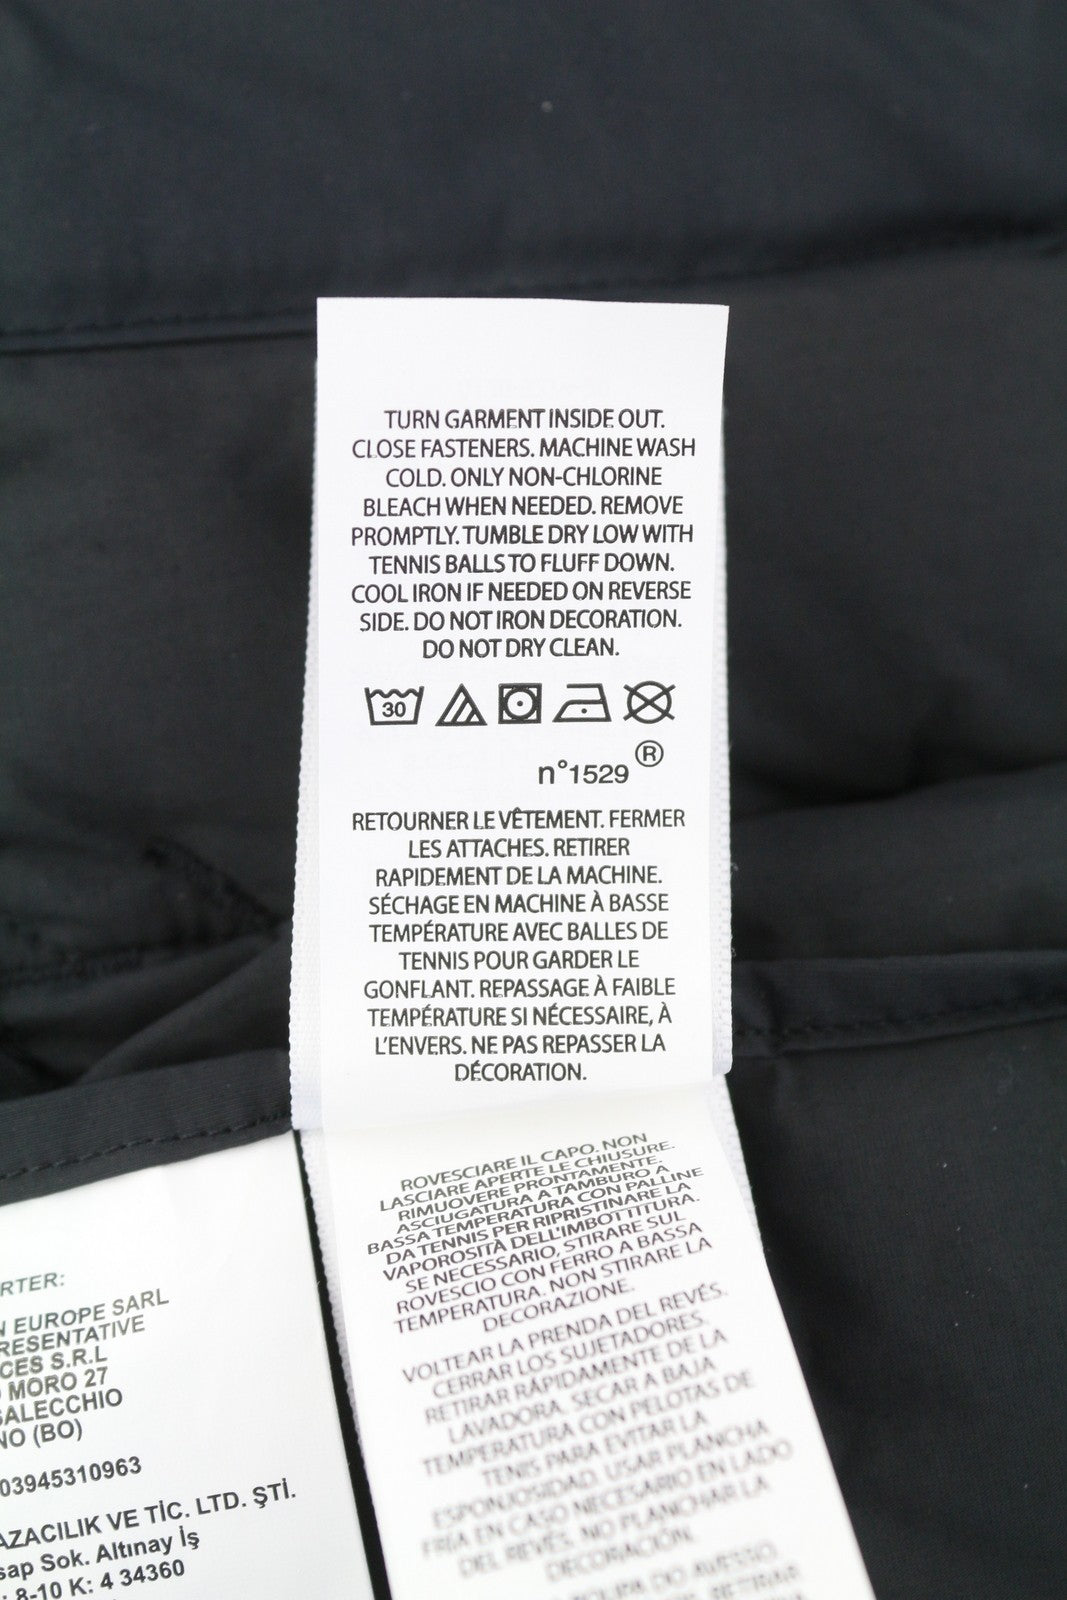 TURN GARMENT INSIDE OUT.
CLOSE FASTENERS. MACHINE WASH
COLD. ONLY NON-CHLORINE
BLEACH WHEN NEEDED. REMOVE
PROMPTLY. TUMBLE DRY LOW WITH
TENNIS BALLS TO FLUFF DOWN.
COOL IRON IF NEEDED ON REVERSE
SIDE. DO NOT IRON DECORATION.
DO NOT DRY CLEAN.
30
n°1529 ®
RETOURNER LE VÊTEMENT. FERMER
LES ATTACHES. RETIRER
RAPIDEMENT DE LA MACHINE.
SÉCHAGE EN MACHINE À BASSE
TEMPÉRATURE AVEC BALLES DE
TENNIS POUR GARDER LE
GONFLANT. REPASSAGE À FAIBLE
TEMPÉRATURE SI NÉCESSAIRE, À
L'ENVERS. NE PAS REPASSER LA
DÉCORATION.
ROVESCIARE IL CAPO. NON
LASCIARE APERTE LE CHIUSURE.
RIMUOVERE PRONTAMENTE.
ASCIUGATURA A TAMBURO A
BASSA TEMPERATURA CON PALLINE
DA TENNIS PER RIPRISTINARE LA
VAPOROSITÀ DELL'IMBOTTITURA.
SE NECESSARIO, STIRARE SUL
ROVESCIO CON FERRO A BASSA
TEMPERATURA. NON STIRARE LA
DECORAZIONE.
VOLTEAR LA PRENDA DEL REVÉS.
CERRAR LOS SUJETADORES.
RETIRAR RÁPIDAMENTE DE LA
LAVADORA. SECAR A BAJA
TEMPERATURA CON PELOTAS DE
TENIS PARA EVITAR LA
ESPONJOSIDAD. USAR PLANCHA
FRÍA EN CASO NECESARIO EN LADO
DEL REVÉS. NO PLANCHAR LA
DECORACIÓN.
ROUPA DO AVESSO
RETIRAR
RTER:
N EUROPE SARL
RESENTATIVE
CES S.R.L
MORO 27
SALECCHIO
NO (BO)
03945310963
AZACILIK VE TİC. LTD. ŞTİ.
sap Sok. Altınay İş
: 8-10 K: 4 34360